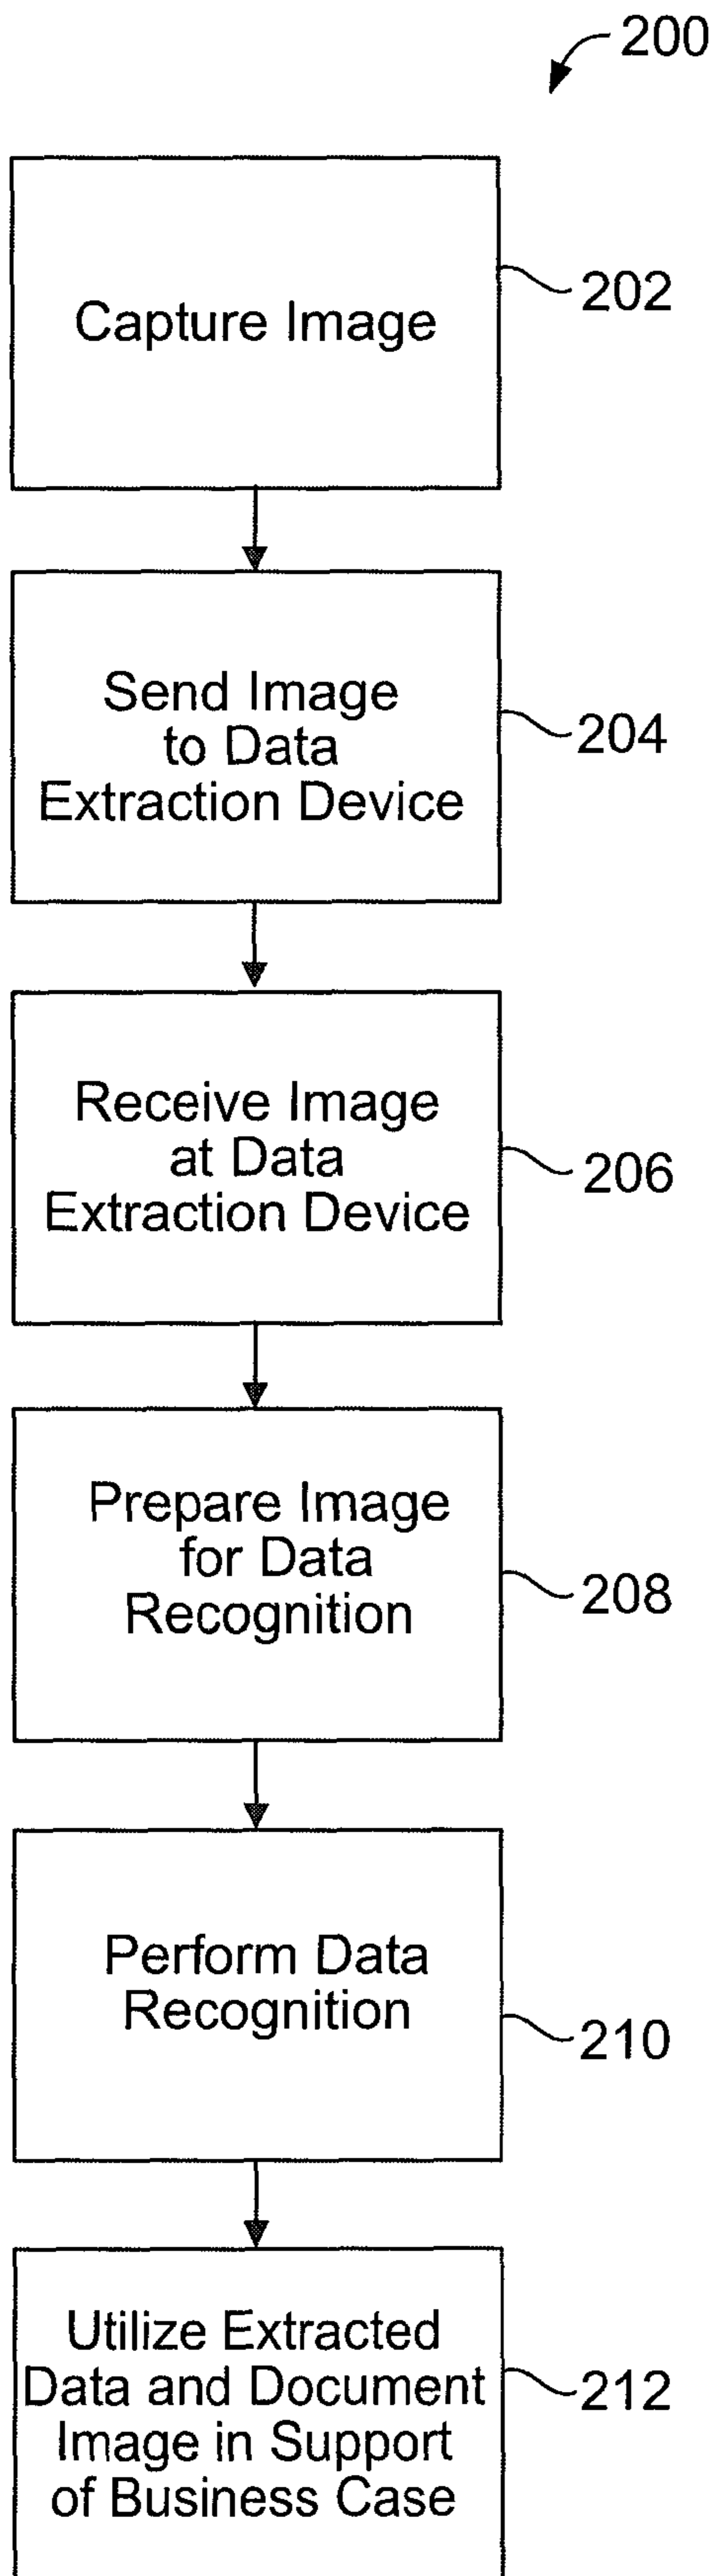 200
Capture Image
202
Send Image
to Data
Extraction Device
204
Receive Image
at Data
Extraction Device
206
Prepare Image
for Data
Recognition
208
Perform Data
Recognition
210
Utilize Extracted
Data and Document
Image in Support
of Business Case
212